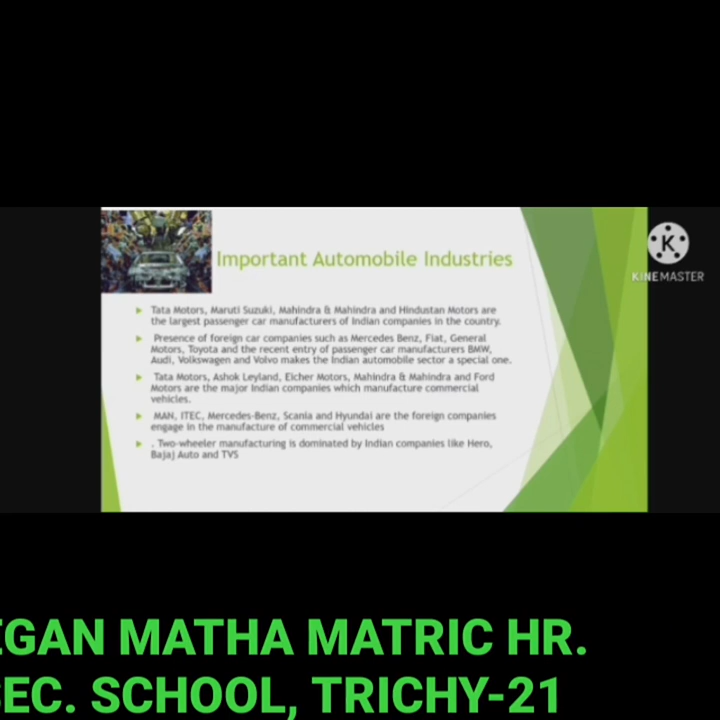 Important Automobile Industries
K
KINEMASTER
Tata Motors, Maruti Suzuki, Mahindra & Mahindra and Hindustan Motors are
the largest passenger car manufacturers of Indian companies in the country.
Presence of foreign car companies such as Mercedes Benz, Fiat, General
Motors, Toyota and the recent entry of passenger car manufacturers BMW,
Audi, Volkswagen and Volvo makes the Indian automobile sector a special one.
Tata Motors, Ashok Leyland, Eicher Motors, Mahindra & Mahindra and Ford
Motors are the major Indian companies which manufacture commercial
vehicles.
MAN, ITEC, Mercedes-Benz, Scania and Hyundai are the foreign companies
engage in the manufacture of commercial vehicles
. Two-wheeler manufacturing is dominated by Indian companies like Hero,
Bajaj Auto and TVS
EGAN MATHA MATRIC HR.
SEC. SCHOOL, TRICHY-21